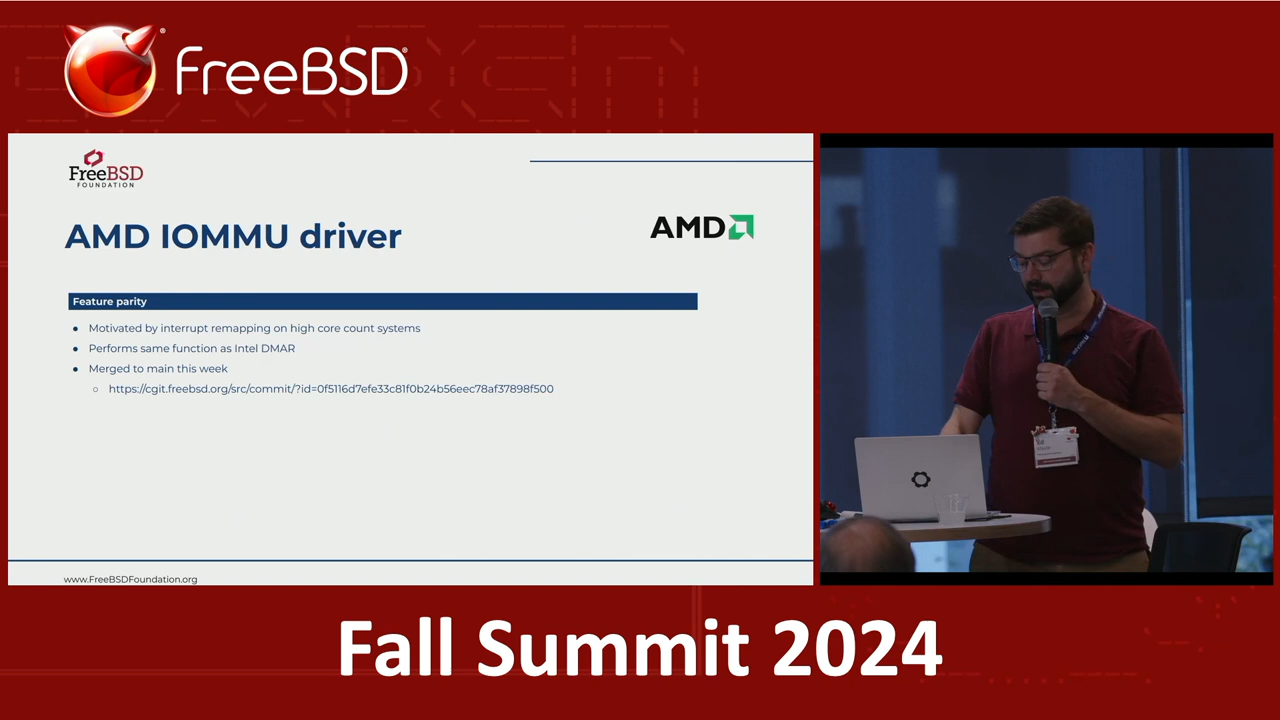 FreeBSD
FreeBSD
FOUNDATION
AMD IOMMU driver
AMD
Feature parity
Motivated by interrupt remapping on high core count systems
Performs same function as Intel DMAR
Merged to main this week
https://cgit.freebsd.org/src/commit/?id=0f5116d7efe33c81f0b24b56eec78af37898f500
www.FreeBSDFoundation.org
Fall Summit 2024